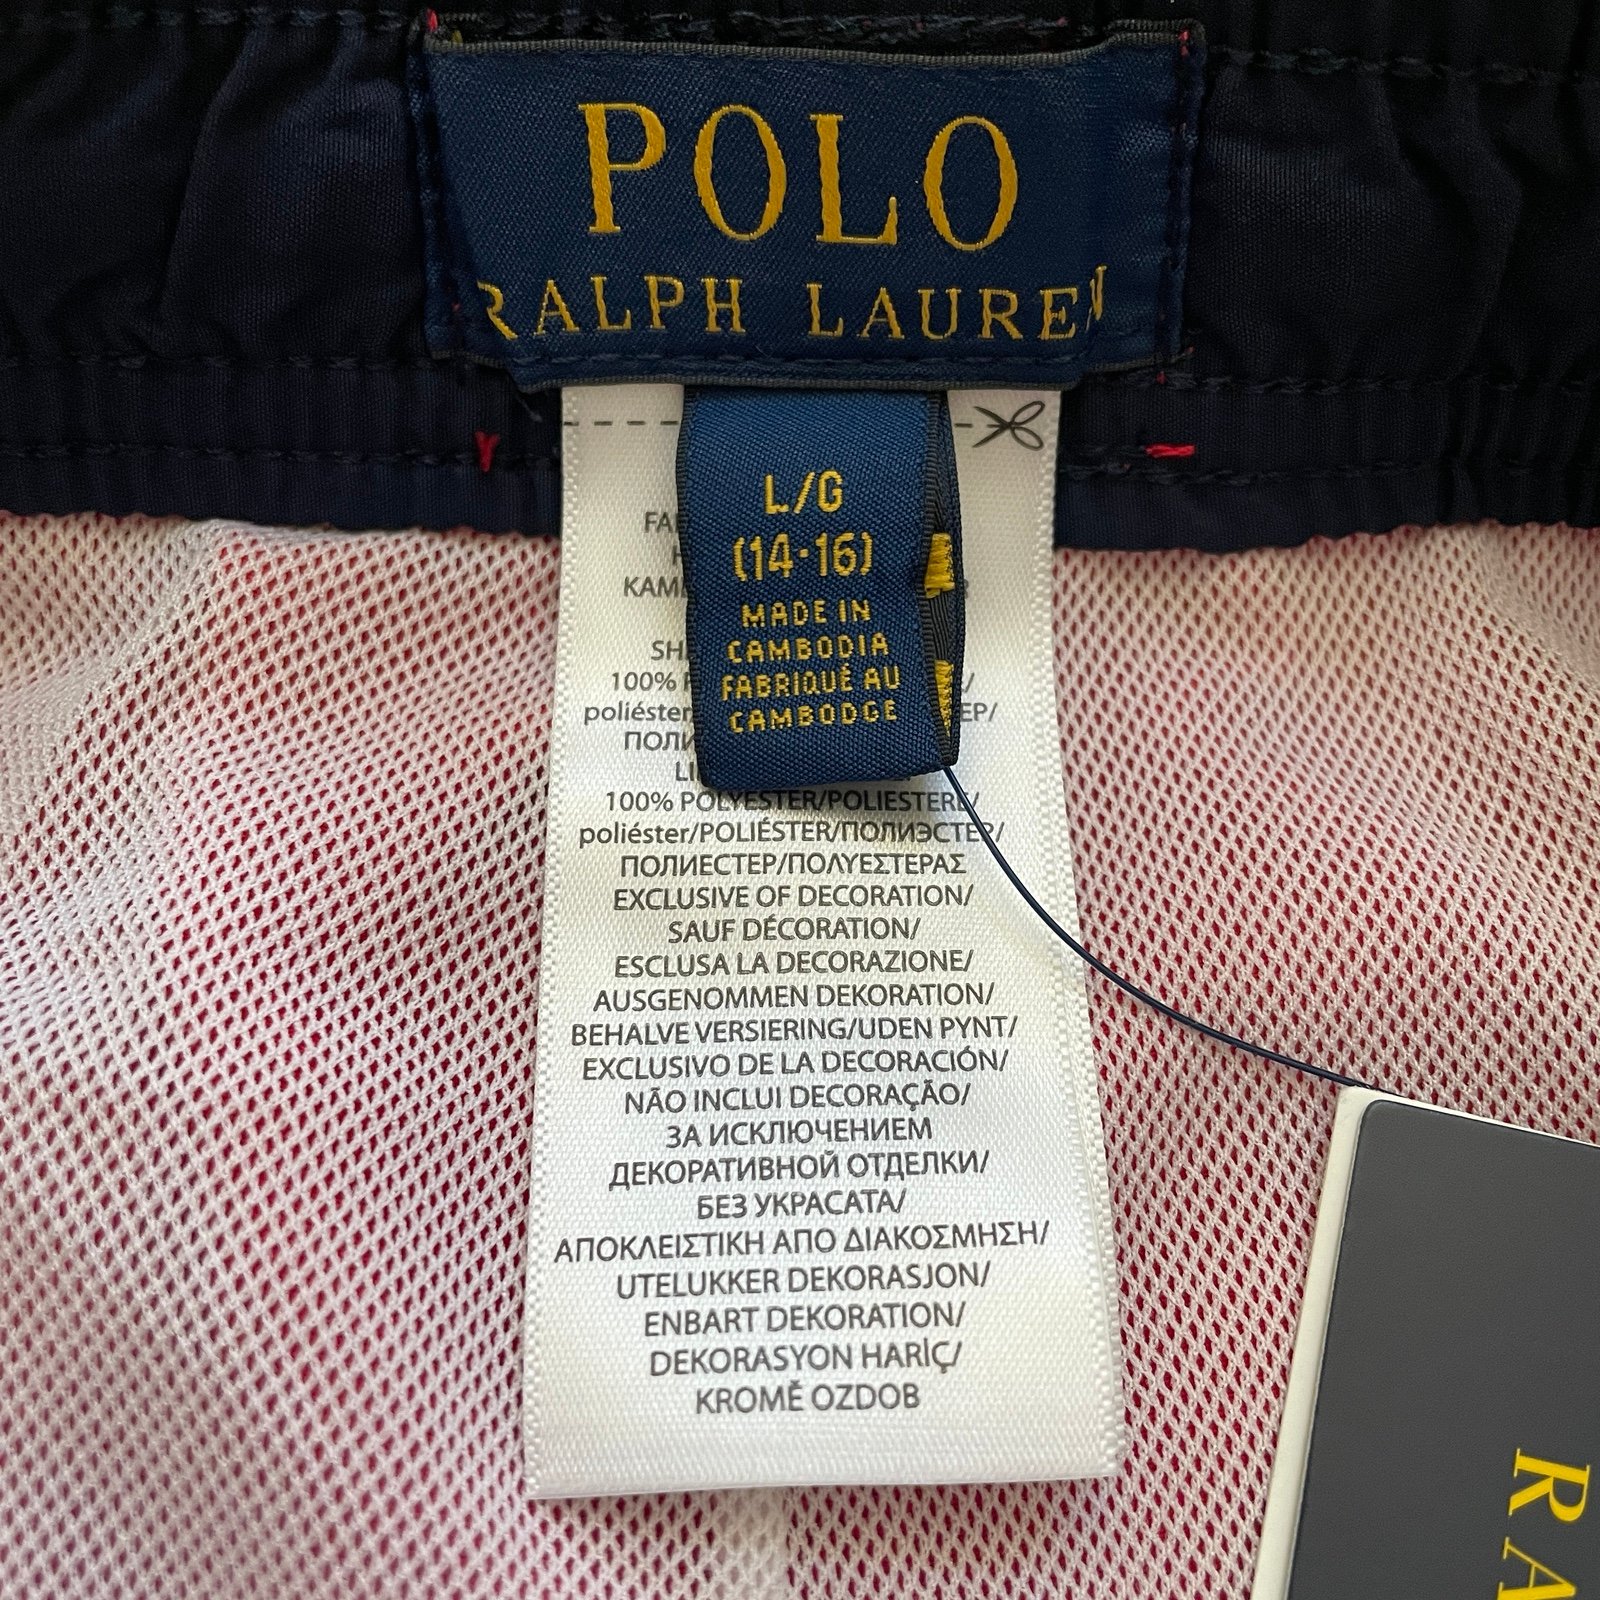 POLO
RALPH LAUREN
L/G
(14-16)
MADE IN
CAMBODIA
FABRIQUÉ AU
CAMBODGE
100%
poliéster
100% POLYESTER/POLIESTERE/
poliéster/POLIÉSTER/ПОЛИЭСТЕР/
ПОЛИЕСТЕР/ΠΟΛΥΕΣΤΕΡΑΣ
EXCLUSIVE OF DECORATION/
SAUF DÉCORATION/
ESCLUSA LA DECORAZIONE/
AUSGENOMMEN DEKORATION/
BEHALVE VERSIERING/UDEN PYNT/
EXCLUSIVO DE LA DECORACIÓN/
NÃO INCLUI DECORAÇÃO/
ЗА ИСКЛЮЧЕНИЕМ
ДЕКОРАТИВНОЙ ОТДЕЛКИ/
БЕЗ УКРАСАТА/
ΑΠΟΚΛΕΙΣΤΙΚΗ ΑΠΟ ΔΙΑΚΟΣΜΗΣΗ/
UTELUKKER DEKORASJON/
ENBART DEKORATION/
DEKORASYON HARİÇ/
KROMĚ OZDOB